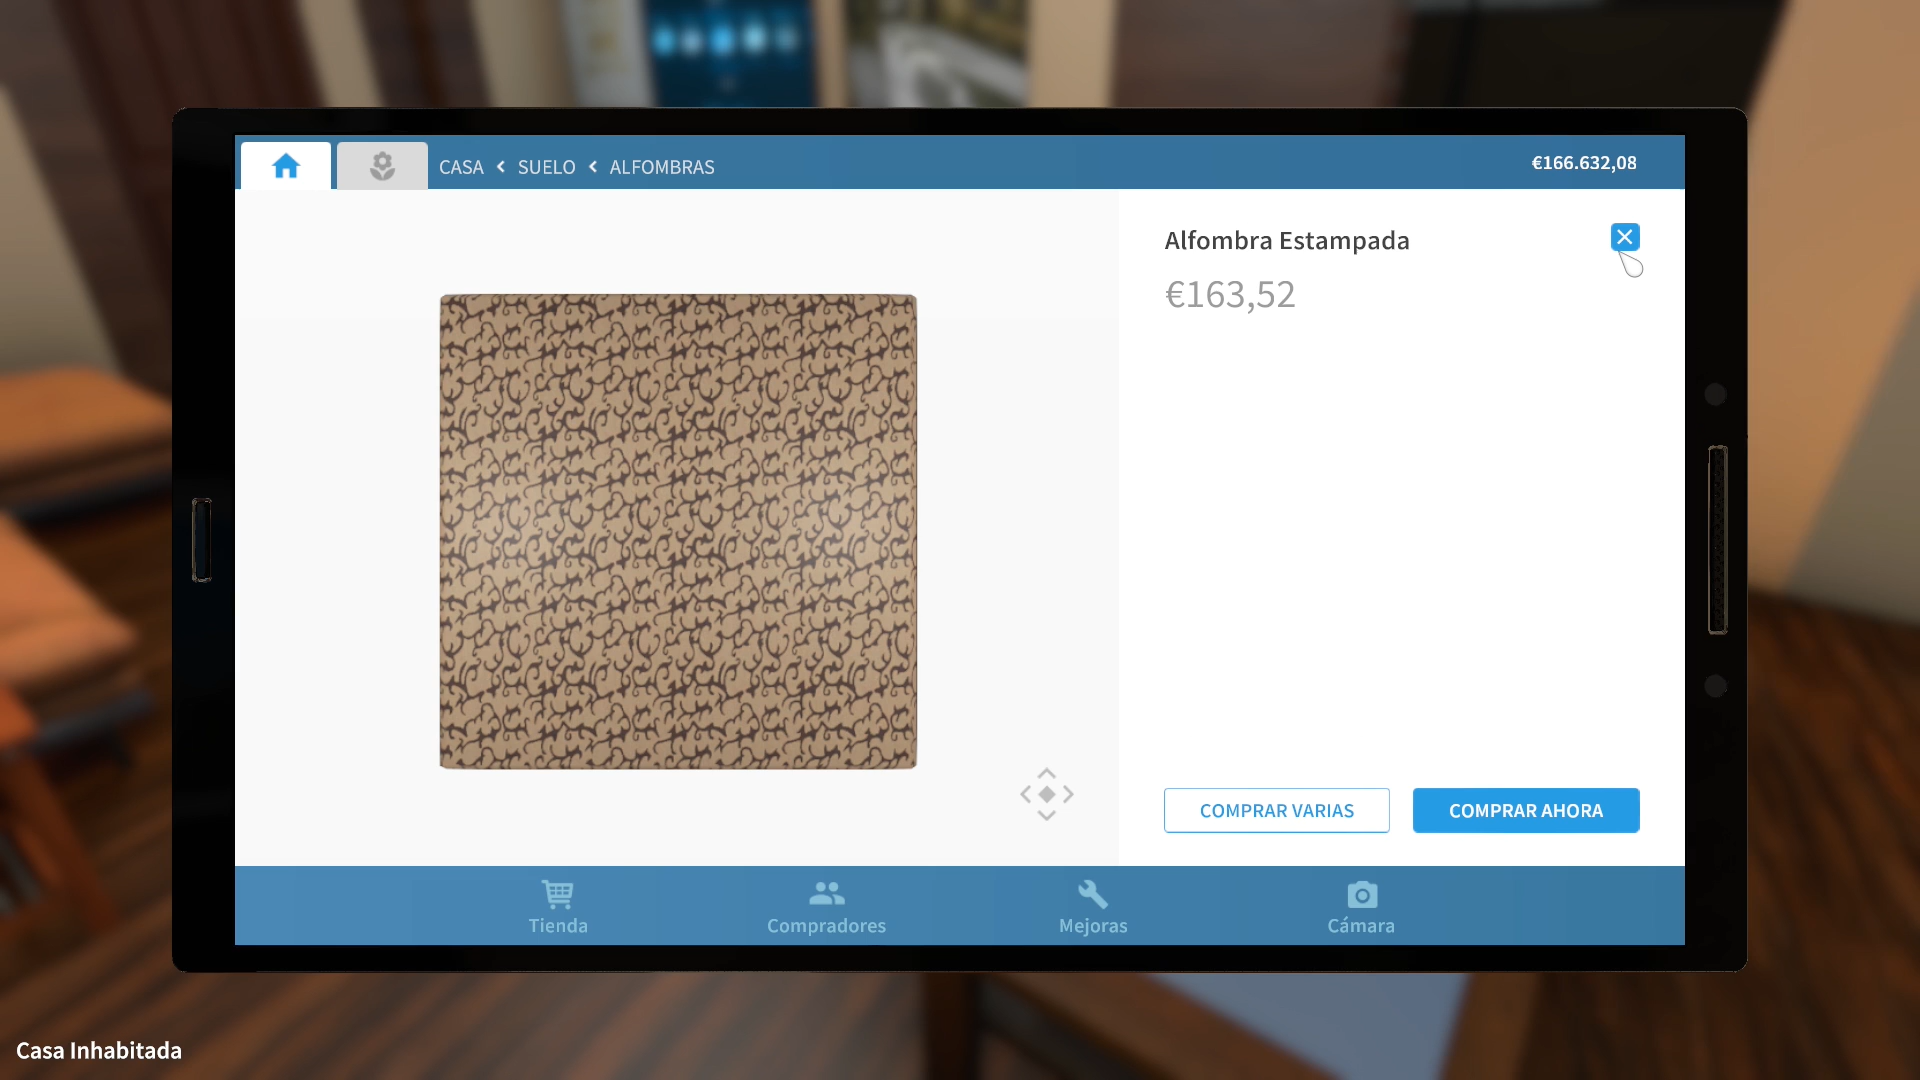 CASA < SUELO < ALFOMBRAS
€166.632,08
Alfombra Estampada
€163,52
COMPRAR VARIAS
COMPRAR AHORA
Tienda
Compradores
Mejoras
Cámara
Casa Inhabitada